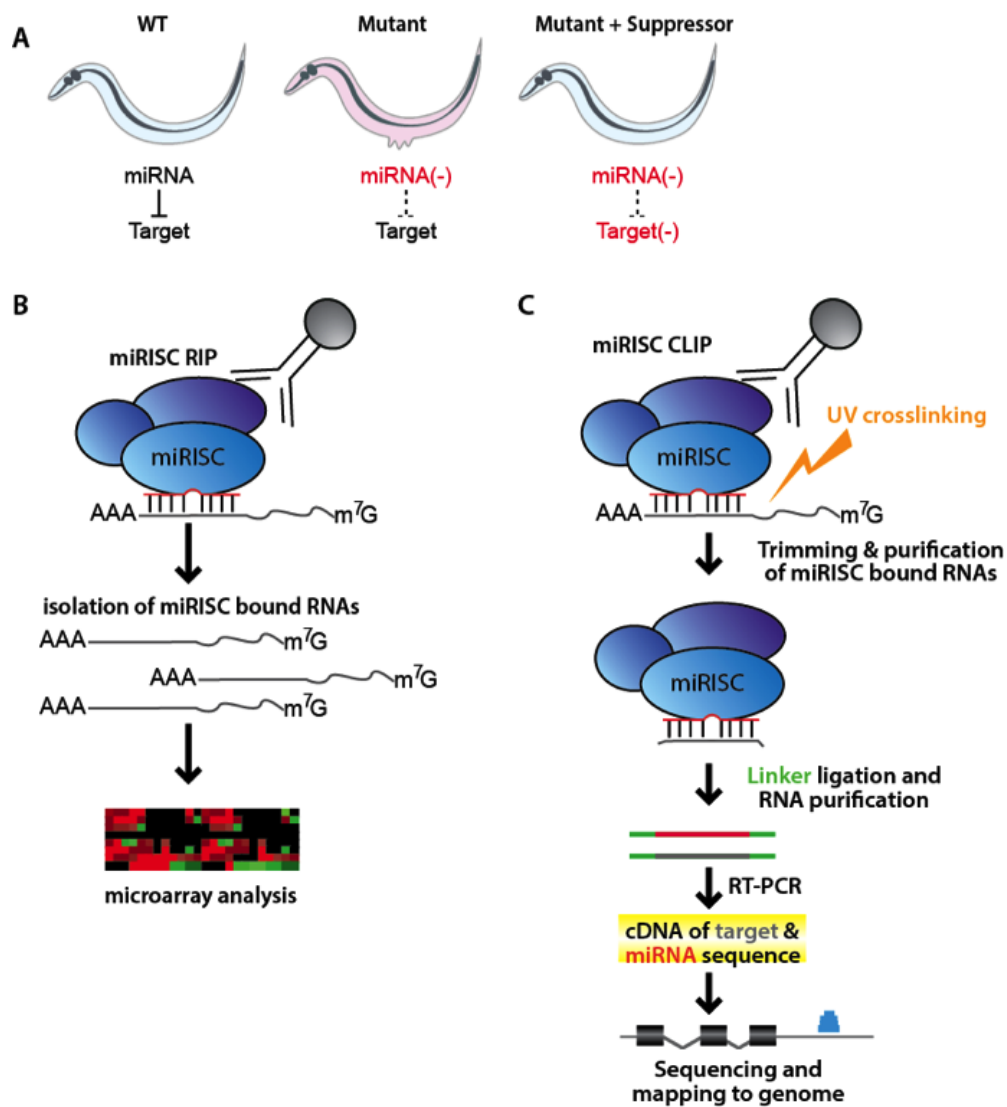 A
WT
Mutant
Mutant + Suppressor
miRNA
miRNA(-)
miRNA(-)
Target
Target
Target(-)
B
miRISC RIP
miRISC
AAA
m⁷G
isolation of miRISC bound RNAs
AAA
m⁷G
AAA
m⁷G
AAA
m⁷G
microarray analysis
C
miRISC CLIP
UV crosslinking
miRISC
AAA
m⁷G
Trimming & purification
of miRISC bound RNAs
miRISC
Linker ligation and
RNA purification
RT-PCR
cDNA of target &
miRNA sequence
Sequencing and
mapping to genome